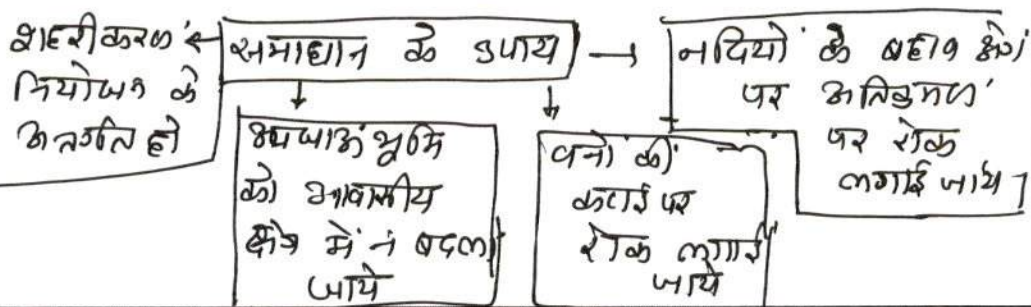 शहरीकरण
नियोजन के
अन्तर्गत हो
समाधान के उपाय
नदियों के बहाव क्षेत्रों
पर अतिक्रमण
पर रोक
लगाई जाये
भूमि
को आवासीय
क्षेत्र में न बदला
जाये
वनों की
कटाई पर
रोक लगाई
जाये